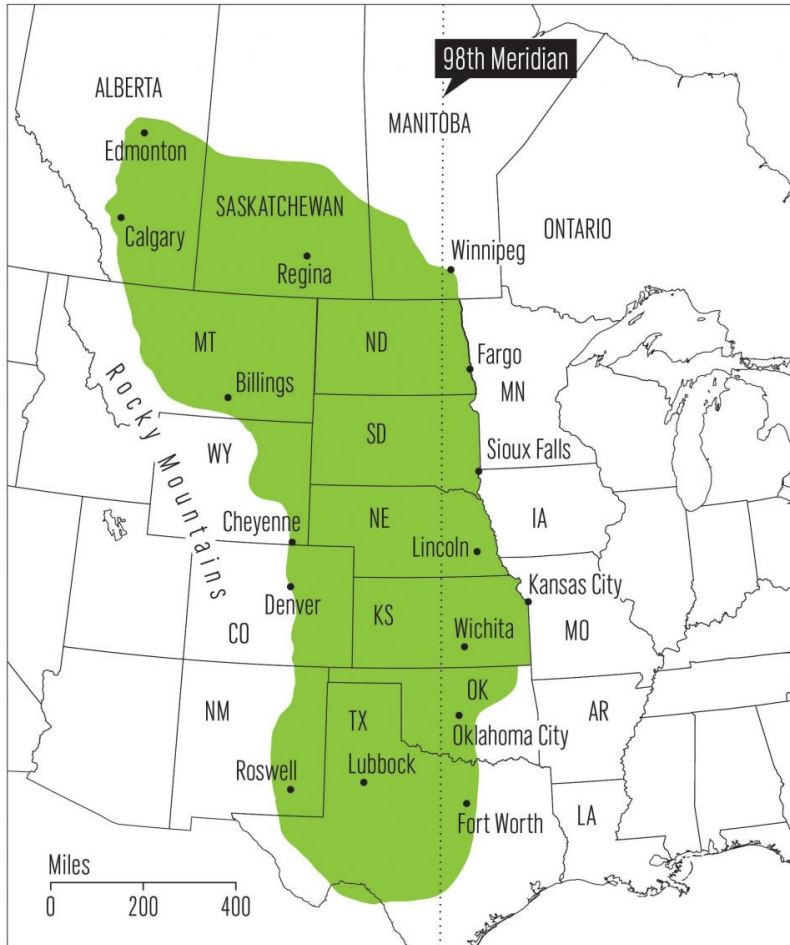 98th Meridian
ALBERTA
MANITOBA
Edmonton
SASKATCHEWAN
Calgary
ONTARIO
Winnipeg
Regina
MT
ND
Fargo
Billings
MN
Rocky Mountains
WY
SD
Sioux Falls
Cheyenne
NE
IA
Lincoln
Denver
Kansas City
CO
KS
Wichita
MO
NM
TX
OK
AR
Oklahoma City
Roswell
Lubbock
Fort Worth
LA
Miles
0 200 400